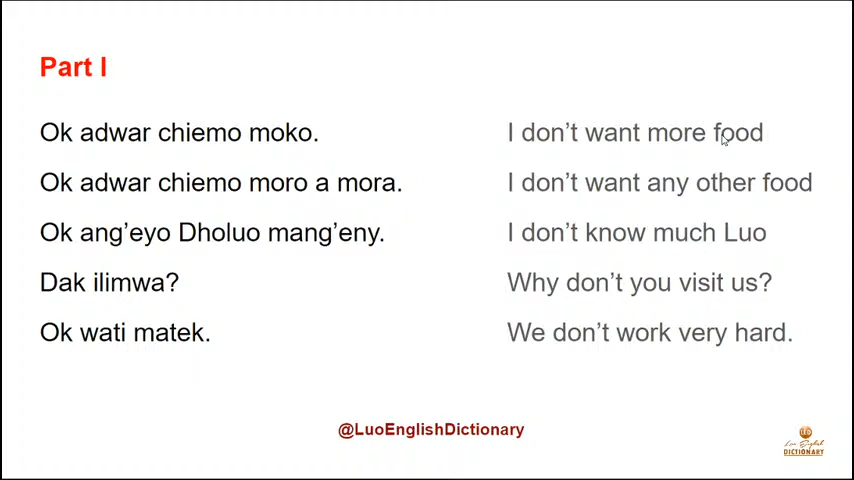 Part I
Ok adwar chiemo moko. I don't want more food
Ok adwar chiemo moro a mora. I don't want any other food
Ok ang'eyo Dholuo mang'eny. I don't know much Luo
Dak ilimwa? Why don't you visit us?
Ok wati matek. We don't work very hard.
@LuoEnglishDictionary
Luo English
DICTIONARY